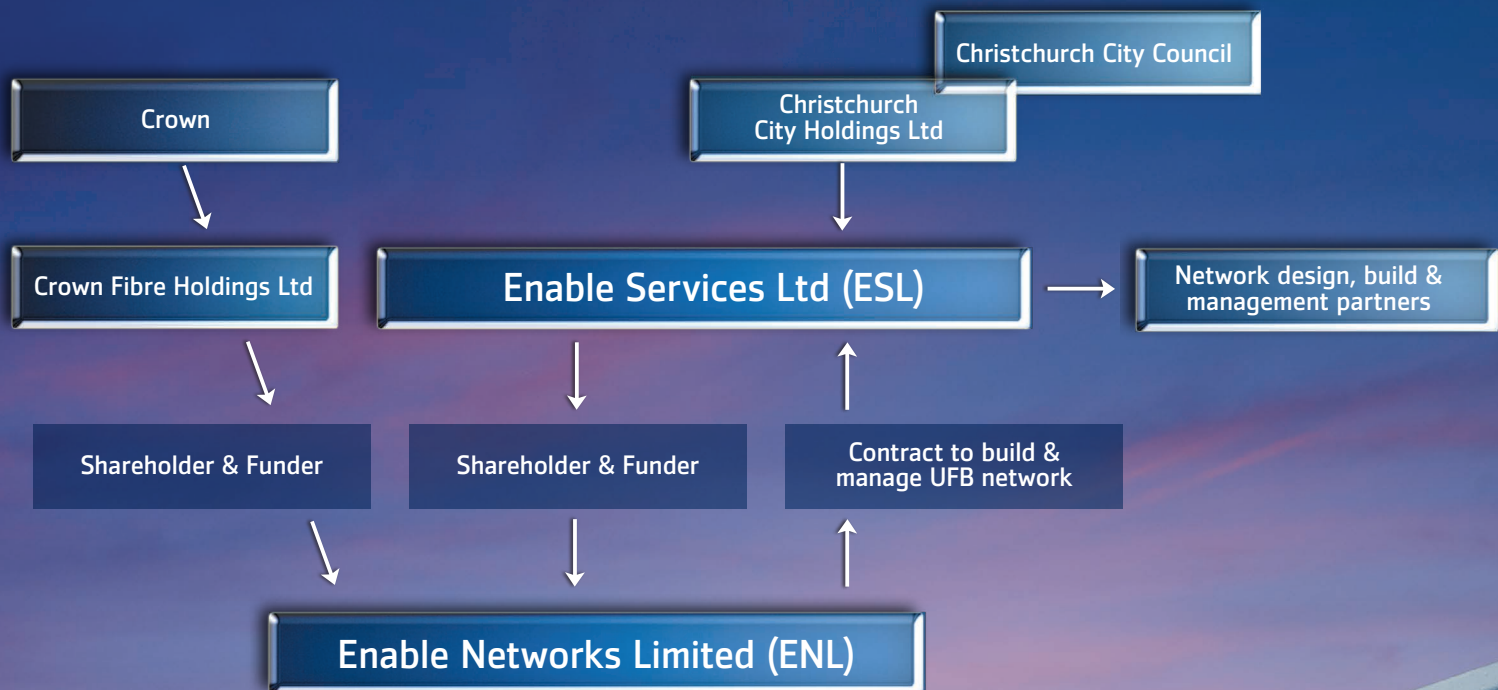 Christchurch City Council
Crown
Christchurch
City Holdings Ltd
Crown Fibre Holdings Ltd
Enable Services Ltd (ESL)
Network design, build &
management partners
Shareholder & Funder
Shareholder & Funder
Contract to build &
manage UFB network
Enable Networks Limited (ENL)